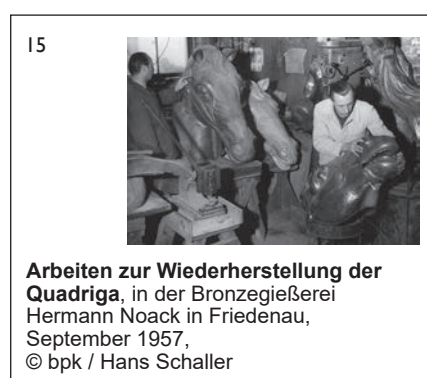 15
Arbeiten zur Wiederherstellung der
Quadriga, in der Bronzegießerei
Hermann Noack in Friedenau,
September 1957,
© bpk / Hans Schaller